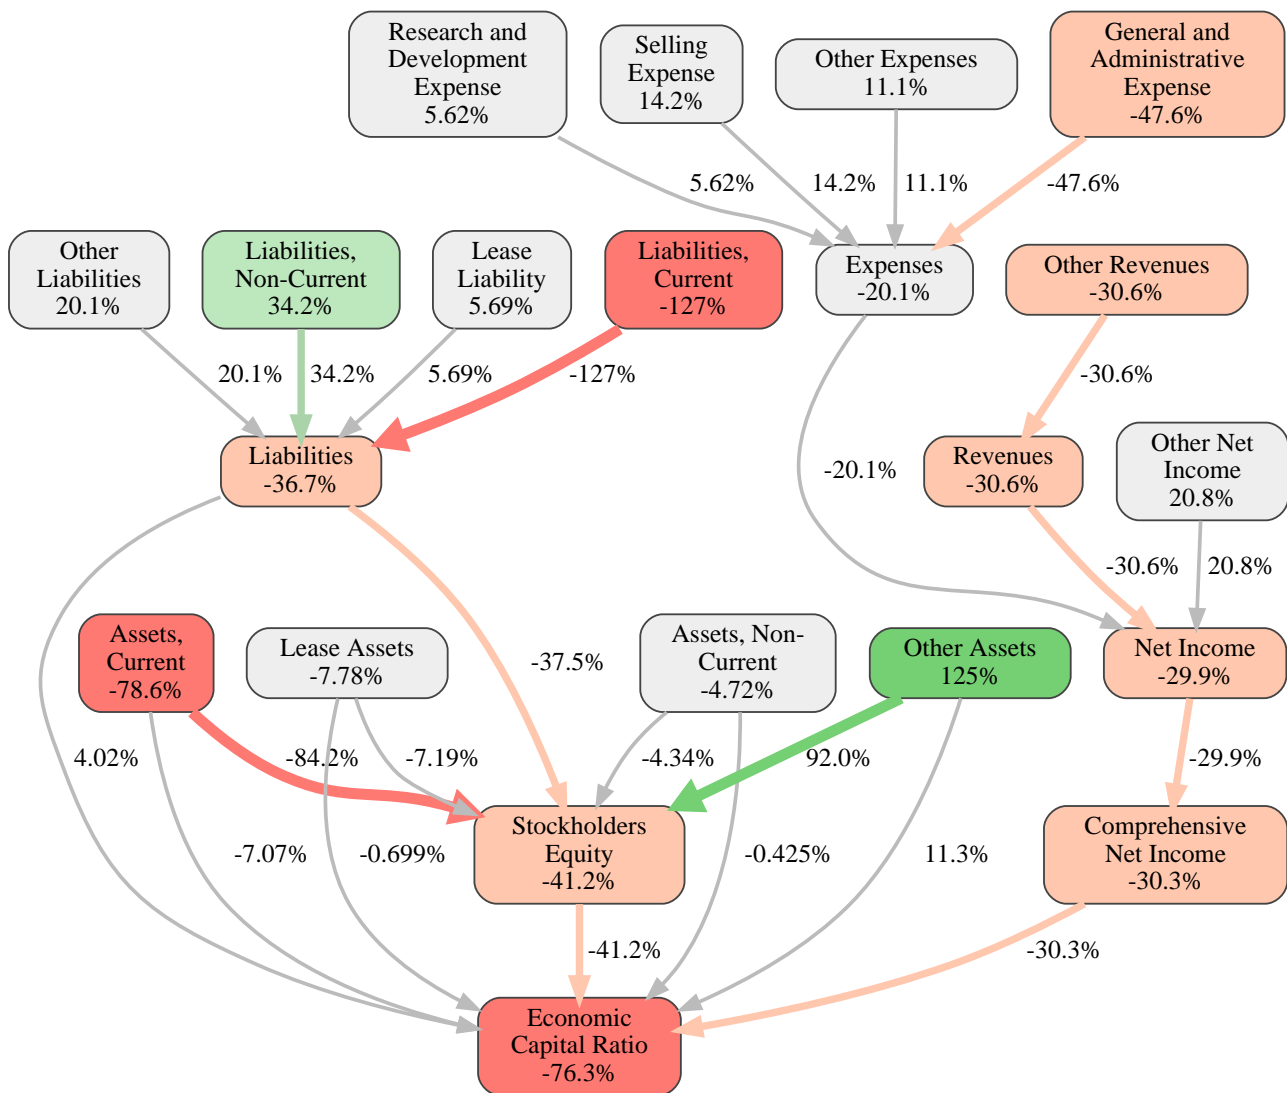 Research and
Development
Expense
5.62%
Selling
Expense
14.2%
Other Expenses
11.1%
General and
Administrative
Expense
-47.6%
5.62%
14.2%
11.1%
-47.6%
Other
Liabilities
20.1%
Liabilities,
Non-Current
34.2%
Lease
Liability
5.69%
Liabilities,
Current
-127%
Expenses
-20.1%
Other Revenues
-30.6%
20.1%
34.2%
5.69%
-127%
-30.6%
Liabilities
-36.7%
-20.1%
Revenues
-30.6%
Other Net
Income
20.8%
-30.6%
20.8%
Assets,
Current
-78.6%
Lease Assets
-7.78%
-37.5%
Assets, Non-
Current
-4.72%
Other Assets
125%
Net Income
-29.9%
4.02%
-84.2%
-7.19%
-4.34%
92.0%
-29.9%
-7.07%
-0.699%
Stockholders
Equity
-41.2%
-0.425%
11.3%
Comprehensive
Net Income
-30.3%
-41.2%
-30.3%
Economic
Capital Ratio
-76.3%